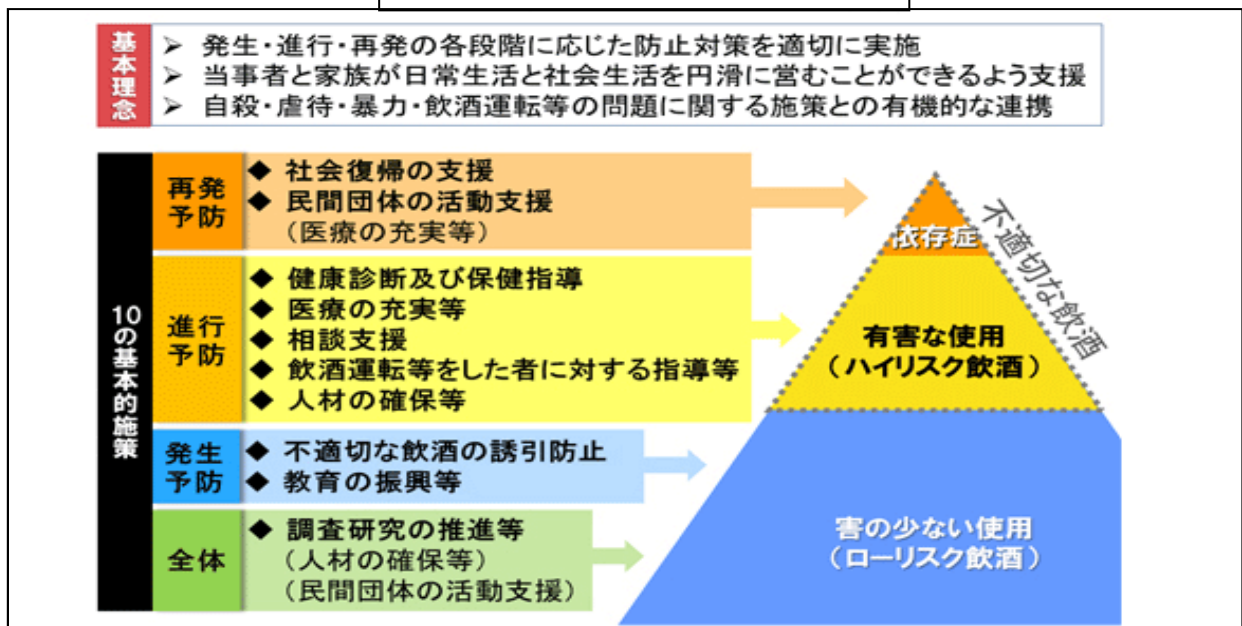 基本理念
➢ 発生・進行・再発の各段階に応じた防止対策を適切に実施
➢ 当事者と家族が日常生活と社会生活を円滑に営むことができるよう支援
➢ 自殺・虐待・暴力・飲酒運転等の問題に関する施策との有機的な連携
10の基本的施策
再発
予防
◆ 社会復帰の支援
◆ 民間団体の活動支援
（医療の充実等）
進行
予防
◆ 健康診断及び保健指導
◆ 医療の充実等
◆ 相談支援
◆ 飲酒運転等をした者に対する指導等
◆ 人材の確保等
発生
予防
◆ 不適切な飲酒の誘引防止
◆ 教育の振興等
全体
◆ 調査研究の推進等
（人材の確保等）
（民間団体の活動支援）
依存症
不適切な飲酒
有害な使用
（ハイリスク飲酒）
害の少ない使用
（ローリスク飲酒）